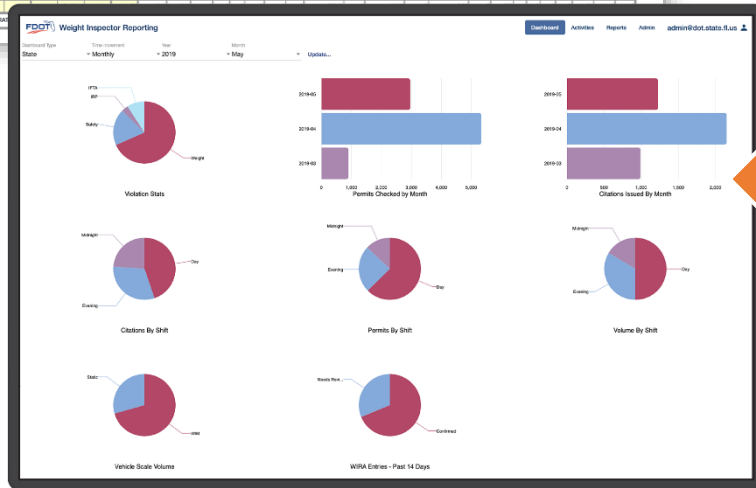 RAT
FDOT Weight Inspector Reporting
Dashboard Activities Reports Admin admin@dot.state.fl.us
Dashboard Type Time Increment Year Month
State Monthly 2019 May Update...
IFTA
IRP
Safety
Weight
Violation Stats
2019-05
2019-04
2019-03
0 1,000 2,000 3,000 4,000 5,000
Permits Checked by Month
2019-05
2019-04
2019-03
0 500 1,000 1,500 2,000
Citations Issued By Month
Midnight
Day
Evening
Citations By Shift
Midnight
Evening
Day
Permits By Shift
Midnight
Day
Evening
Volume By Shift
Static
WIM
Vehicle Scale Volume
Needs Revi...
Confirmed
WIRA Entries - Past 14 Days